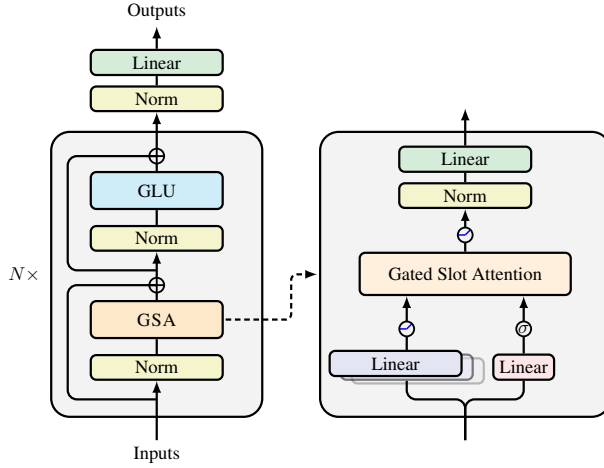 Outputs
Linear
Norm
GLU
Norm
N×
GSA
Norm
Inputs
Linear
Norm
Gated Slot Attention
σ
Linear
Linear